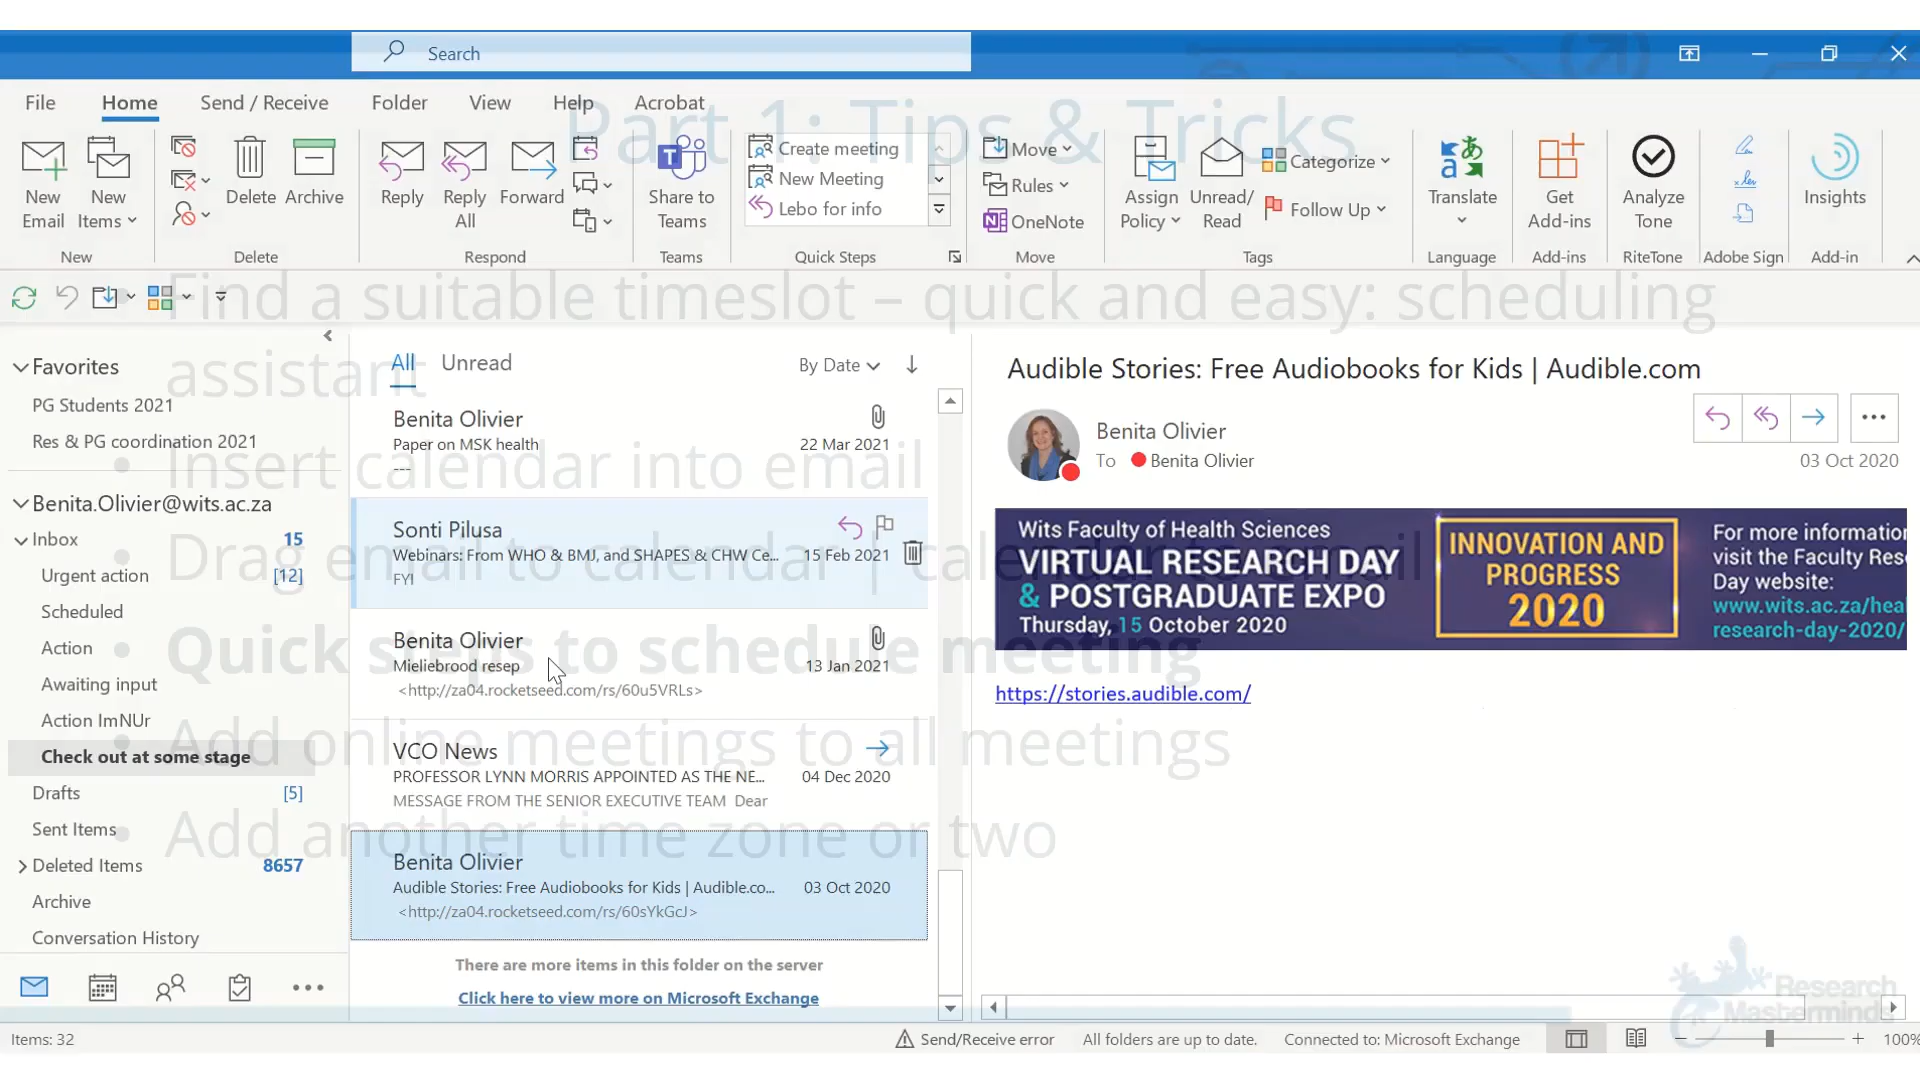 Search
File Home Send / Receive Folder View Help Acrobat
Part 1: Tips & Tricks
New Email
New Items
Delete
Archive
Reply
Reply All
Forward
Share to Teams
Create meeting
New Meeting
Lebo for info
Move
Rules
OneNote
Assign Policy
Unread/ Read
Categorize
Follow Up
Translate
Get Add-ins
Analyze Tone
Insights
New Delete Respond Teams Quick Steps Move Tags Language Add-ins RiteTone Adobe Sign Add-in
Find a suitable timeslot – quick and easy: scheduling
assistant
• Insert calendar into email
• Drag email to calendar | calendar to email
• Quick steps to schedule meeting
• Add online meetings to all meetings
• Add another time zone or two
Favorites
PG Students 2021
Res & PG coordination 2021
Benita.Olivier@wits.ac.za
Inbox 15
Urgent action [12]
Scheduled
Action
Awaiting input
Action ImNUr
Check out at some stage
Drafts [5]
Sent Items
Deleted Items 8657
Archive
Conversation History
All Unread By Date
Benita Olivier
Paper on MSK health 22 Mar 2021
---
Sonti Pilusa
Webinars: From WHO & BMJ, and SHAPES & CHW Ce... 15 Feb 2021
FYI
Benita Olivier
Mieliebrood resep 13 Jan 2021
<http://za04.rocketseed.com/rs/60u5VRLs>
VCO News
PROFESSOR LYNN MORRIS APPOINTED AS THE NE... 04 Dec 2020
MESSAGE FROM THE SENIOR EXECUTIVE TEAM Dear
Benita Olivier
Audible Stories: Free Audiobooks for Kids | Audible.co... 03 Oct 2020
<http://za04.rocketseed.com/rs/60sYkGcJ>
There are more items in this folder on the server
Click here to view more on Microsoft Exchange
Audible Stories: Free Audiobooks for Kids | Audible.com
Benita Olivier
To Benita Olivier
03 Oct 2020
Wits Faculty of Health Sciences
VIRTUAL RESEARCH DAY
& POSTGRADUATE EXPO
Thursday, 15 October 2020
INNOVATION AND
PROGRESS
2020
For more information
visit the Faculty Res
Day website:
www.wits.ac.za/heal
research-day-2020/
https://stories.audible.com/
Research
Masterminds
Items: 32 Send/Receive error All folders are up to date. Connected to: Microsoft Exchange 100%